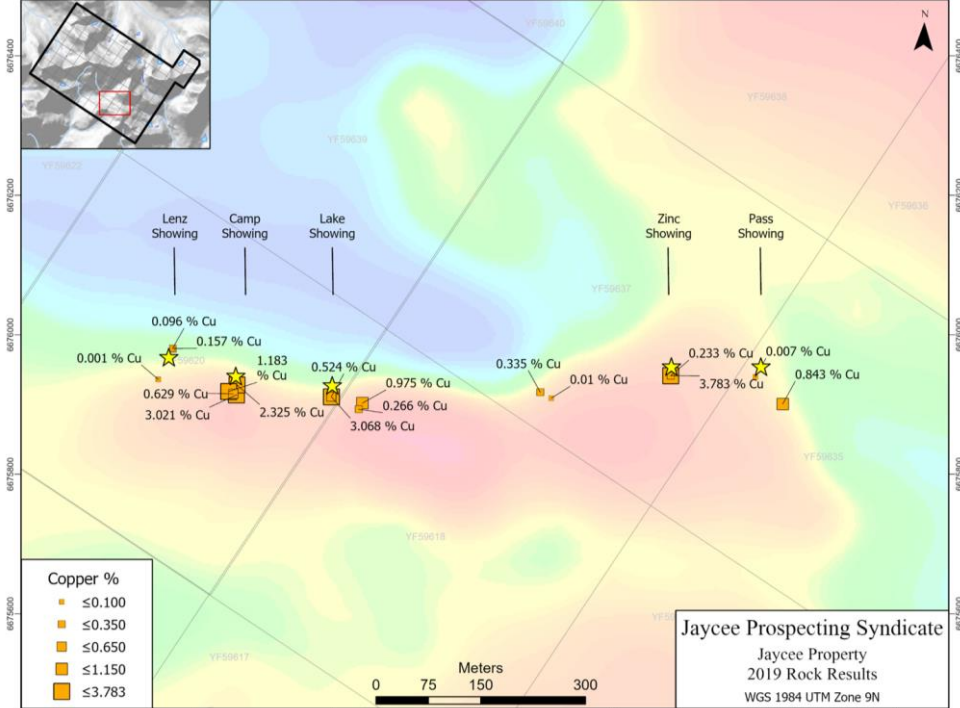 N
YF59640
6676400
6676400
YF59638
YF59639
YF59622
6676200
6676200
YF59636
Lenz
Showing
Camp
Showing
Lake
Showing
Zinc
Showing
Pass
Showing
YF59637
0.096 % Cu
6676000
6676000
0.157 % Cu
0.001 % Cu
1.183
% Cu
0.524 % Cu
0.335 % Cu
0.233 % Cu
0.007 % Cu
0.629 % Cu
0.975 % Cu
0.01 % Cu
3.783 % Cu
0.843 % Cu
3.021 % Cu
2.325 % Cu
0.266 % Cu
3.068 % Cu
YF59635
6675800
6675800
YF59618
6675600
6675600
YF59617
Copper %
≤0.100
≤0.350
≤0.650
≤1.150
≤3.783
Meters
0 75 150 300
Jaycee Prospecting Syndicate
Jaycee Property
2019 Rock Results
WGS 1984 UTM Zone 9N